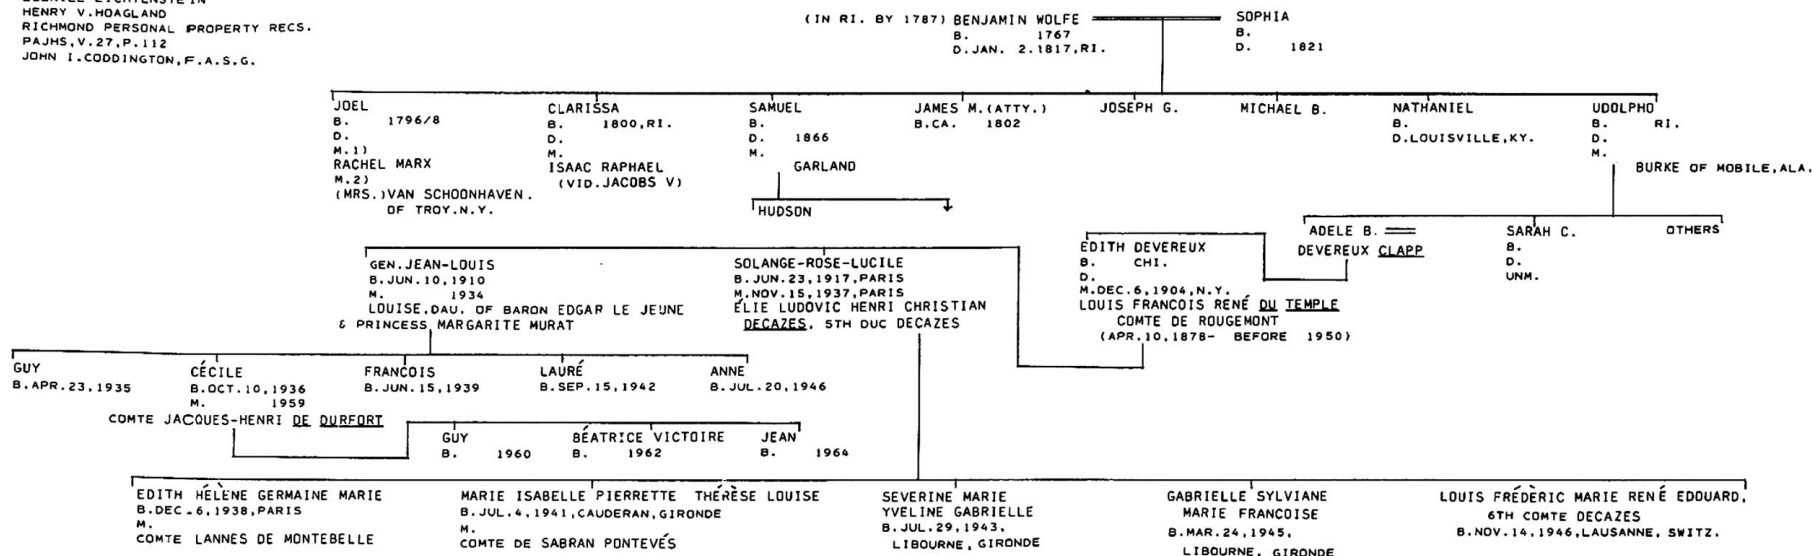 HENRY V.HOAGLAND
RICHMOND PERSONAL PROPERTY RECS.
PAJHS,V.27,P.112
JOHN I.CODDINGTON,F.A.S.G.
(IN RI. BY 1787) BENJAMIN WOLFE
B. 1767
D.JAN. 2.1817,RI.
SOPHIA
B.
D. 1821
JOEL
B. 1796/8
D.
M.1)
RACHEL MARX
M.2)
(MRS.)VAN SCHOONHAVEN.
OF TROY.N.Y.
CLARISSA
B. 1800,RI.
D.
M.
ISAAC RAPHAEL
(VID.JACOBS V)
SAMUEL
B.
D. 1866
M.
GARLAND
HUDSON
JAMES M.(ATTY.)
B.CA. 1802
JOSEPH G.
MICHAEL B.
NATHANIEL
B.
D.LOUISVILLE,KY.
UDOLPHO
B. RI.
D.
M.
BURKE OF MOBILE,ALA.
ADELE B.
DEVEREUX CLAPP
SARAH C.
B.
D.
UNM.
OTHERS
EDITH DEVEREUX
B. CHI.
D.
M.DEC.6,1904,N.Y.
LOUIS FRANCOIS RENÉ DU TEMPLE
COMTE DE ROUGEMONT
(APR.10,1878- BEFORE 1950)
GEN.JEAN-LOUIS
B.JUN.10,1910
M. 1934
LOUISE,DAU. OF BARON EDGAR LE JEUNE
& PRINCESS MARGARITE MURAT
SOLANGE-ROSE-LUCILE
B.JUN.23,1917,PARIS
M.NOV.15,1937,PARIS
ÉLIE LUDOVIC HENRI CHRISTIAN
DECAZES, 5TH DUC DECAZES
GUY
B.APR.23,1935
CÉCILE
B.OCT.10,1936
M. 1959
COMTE JACQUES-HENRI DE DURFORT
FRANCOIS
B.JUN.15,1939
LAURÉ
B.SEP.15,1942
ANNE
B.JUL.20,1946
GUY
B. 1960
BÉATRICE VICTOIRE
B. 1962
JEAN
B. 1964
EDITH HÉLÈNE GERMAINE MARIE
B.DEC.6,1938,PARIS
M.
COMTE LANNES DE MONTEBELLE
MARIE ISABELLE PIERRETTE THÉRÈSE LOUISE
B.JUL.4,1941,CAUDERAN,GIRONDE
M.
COMTE DE SABRAN PONTEVÉS
SEVERINE MARIE
YVELINE GABRIELLE
B.JUL.29,1943,
LIBOURNE, GIRONDE
GABRIELLE SYLVIANE
MARIE FRANCOISE
B.MAR.24,1945,
LIBOURNE, GIRONDE
LOUIS FRÉDÈRIC MARIE RENÉ EDOUARD,
6TH COMTE DECAZES
B.NOV.14,1946,LAUSANNE, SWITZ.